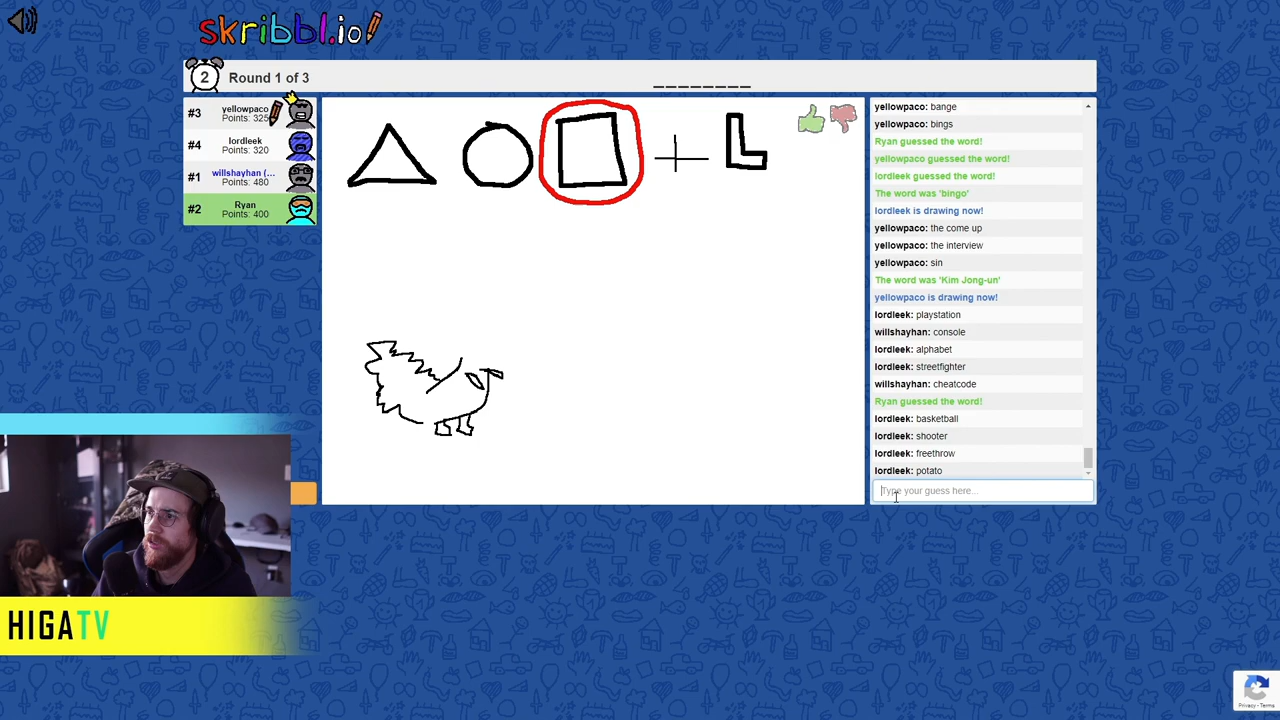 skribbl.io
2
Round 1 of 3
________
#3
yellowpaco
Points: 325
#4
lordleek
Points: 320
#1
willshayhan (...
Points: 480
#2
Ryan
Points: 400
L
yellowpaco: bange
yellowpaco: bings
Ryan guessed the word!
yellowpaco guessed the word!
lordleek guessed the word!
The word was 'bingo'
lordleek is drawing now!
yellowpaco: the come up
yellowpaco: the interview
yellowpaco: sin
The word was 'Kim Jong-un'
yellowpaco is drawing now!
lordleek: playstation
willshayhan: console
lordleek: alphabet
lordleek: streetfighter
willshayhan: cheatcode
Ryan guessed the word!
lordleek: basketball
lordleek: shooter
lordleek: freethrow
lordleek: potato
Type your guess here...
HIGATV
Privacy - Terms